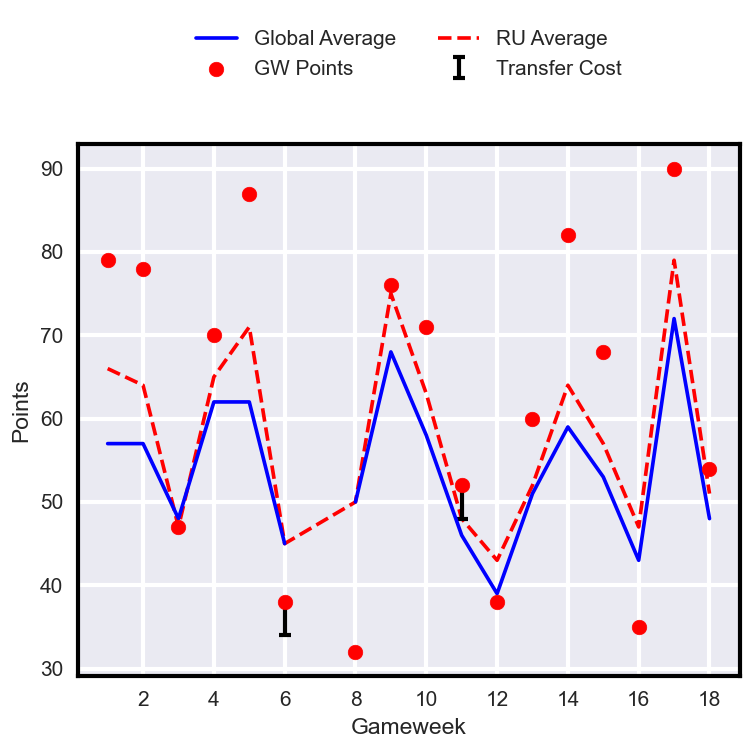 Global Average
RU Average
GW Points
Transfer Cost
90
80
70
60
50
40
30
Points
2 4 6 8 10 12 14 16 18
Gameweek